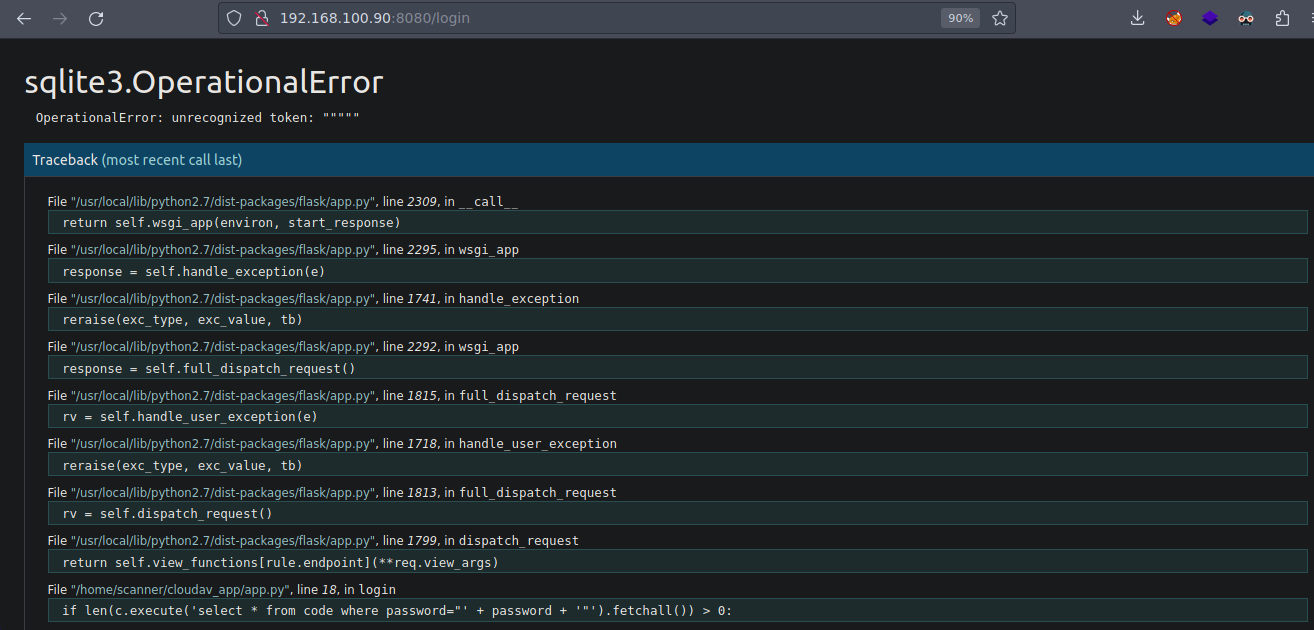 192.168.100.90:8080/login
90%
sqlite3.OperationalError
OperationalError: unrecognized token: """""
Traceback (most recent call last)
File "/usr/local/lib/python2.7/dist-packages/flask/app.py", line 2309, in __call__
return self.wsgi_app(environ, start_response)
File "/usr/local/lib/python2.7/dist-packages/flask/app.py", line 2295, in wsgi_app
response = self.handle_exception(e)
File "/usr/local/lib/python2.7/dist-packages/flask/app.py", line 1741, in handle_exception
reraise(exc_type, exc_value, tb)
File "/usr/local/lib/python2.7/dist-packages/flask/app.py", line 2292, in wsgi_app
response = self.full_dispatch_request()
File "/usr/local/lib/python2.7/dist-packages/flask/app.py", line 1815, in full_dispatch_request
rv = self.handle_user_exception(e)
File "/usr/local/lib/python2.7/dist-packages/flask/app.py", line 1718, in handle_user_exception
reraise(exc_type, exc_value, tb)
File "/usr/local/lib/python2.7/dist-packages/flask/app.py", line 1813, in full_dispatch_request
rv = self.dispatch_request()
File "/usr/local/lib/python2.7/dist-packages/flask/app.py", line 1799, in dispatch_request
return self.view_functions[rule.endpoint](**req.view_args)
File "/home/scanner/cloudav_app/app.py", line 18, in login
if len(c.execute('select * from code where password="' + password + '"').fetchall()) > 0: